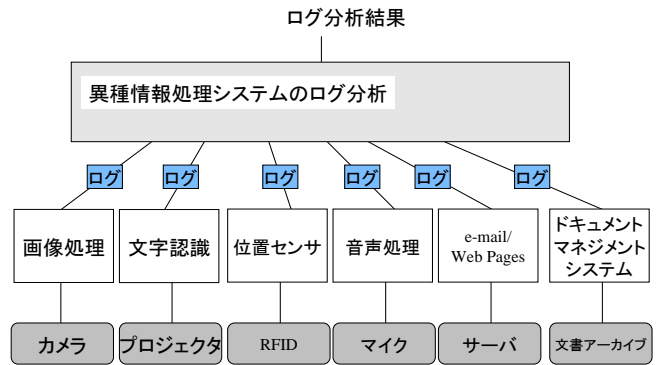 ログ分析結果
異種情報処理システムのログ分析
ログ ログ ログ ログ ログ ログ
画像処理
文字認識
位置センサ
音声処理
e-mail/
Web Pages
ドキュメント
マネジメント
システム
カメラ
プロジェクタ
RFID
マイク
サーバ
文書アーカイブ